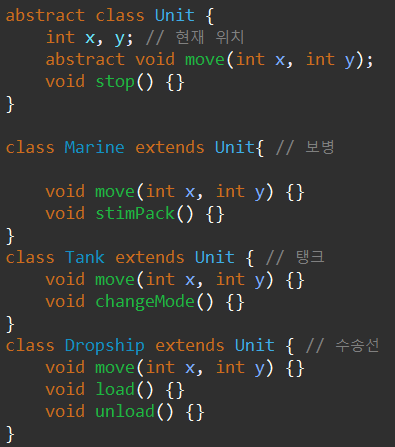 abstract class Unit {
    int x, y; // 현재 위치
    abstract void move(int x, int y);
    void stop() {}
}

class Marine extends Unit{ // 보병

    void move(int x, int y) {}
    void stimPack() {}
}
class Tank extends Unit { // 탱크
    void move(int x, int y) {}
    void changeMode() {}
}
class Dropship extends Unit { // 수송선
    void move(int x, int y) {}
    void load() {}
    void unload() {}
}